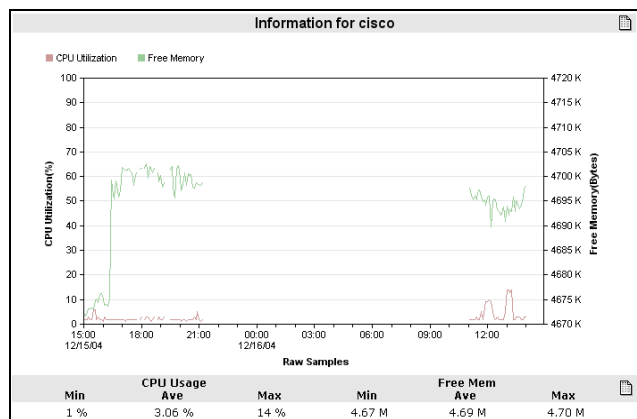 Information for cisco
CPU Utilization Free Memory
CPU Utilization(%)
100
90
80
70
60
50
40
30
20
10
0
4720 K
4715 K
4710 K
4705 K
4700 K
4695 K
4690 K
4685 K
4680 K
4675 K
4670 K
Free Memory(Bytes)
15:00 18:00 21:00 00:00 03:00 06:00 09:00 12:00
12/15/04 12/16/04
Raw Samples
CPU Usage Free Mem
Min Ave Max Min Ave Max
1 % 3.06 % 14 % 4.67 M 4.69 M 4.70 M